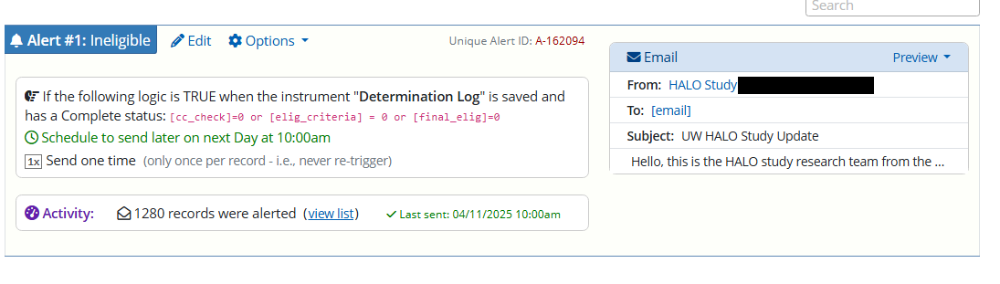 Search
Alert #1: Ineligible Edit Options Unique Alert ID: A-162094
If the following logic is TRUE when the instrument "Determination Log" is saved and
has a Complete status: [cc_check]=0 or [elig_criteria] = 0 or [final_elig]=0
Schedule to send later on next Day at 10:00am
1x Send one time (only once per record - i.e., never re-trigger)
Activity: 1280 records were alerted (view list) Last sent: 04/11/2025 10:00am
Email Preview
From: HALO Study
To: [email]
Subject: UW HALO Study Update
Hello, this is the HALO study research team from the ...